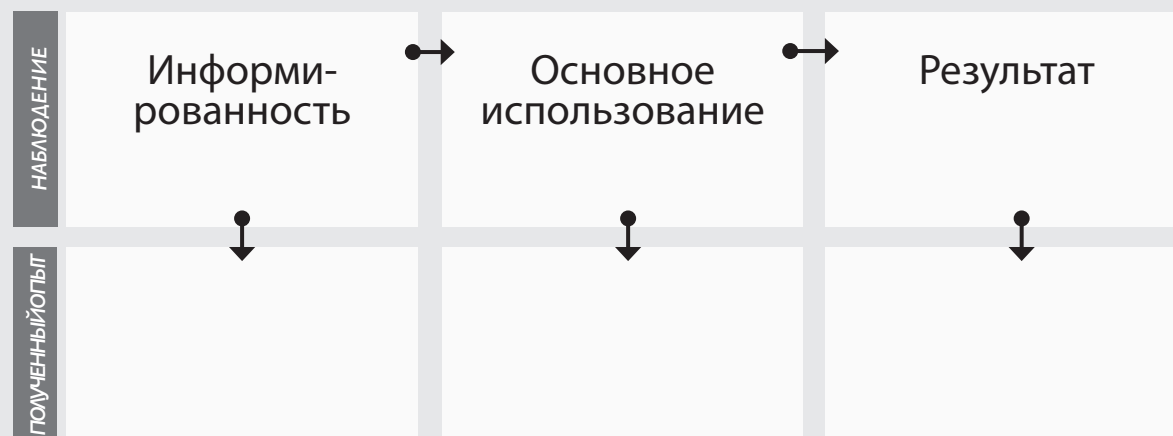 НАБЛЮДЕНИЕ
Информи-
рованность
Основное
использование
Результат
ПОЛУЧЕННЫЙОПЫТ